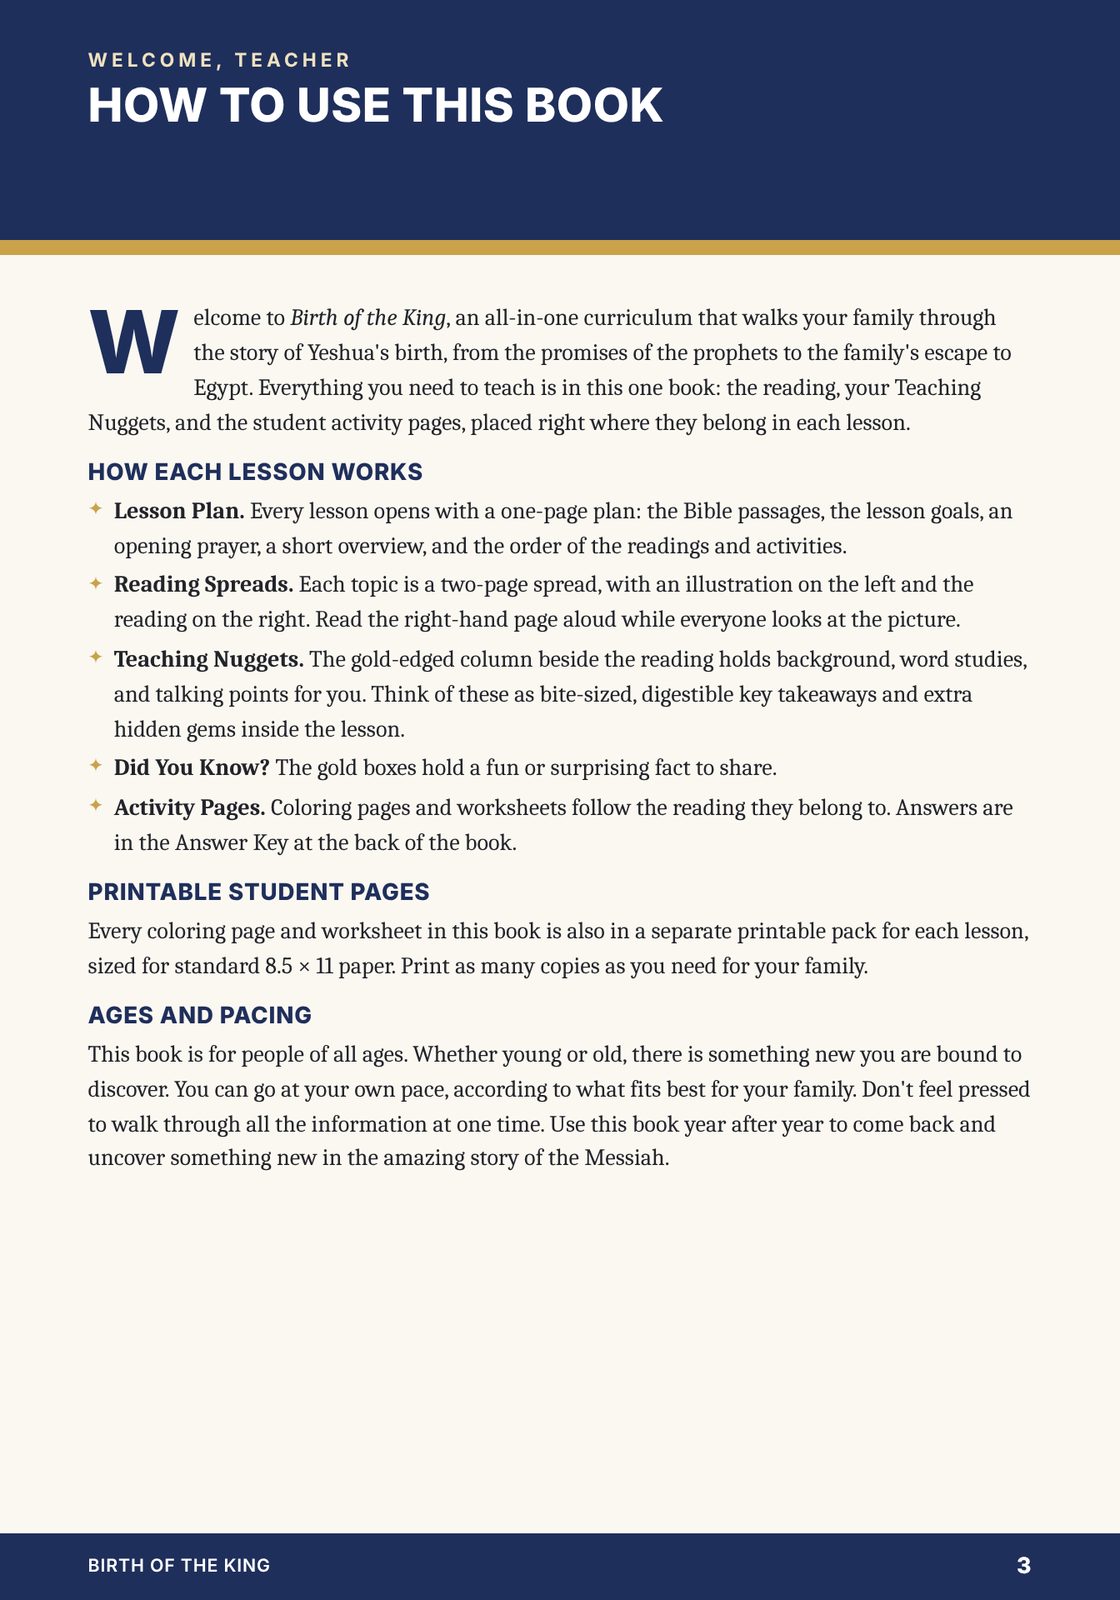 WELCOME, TEACHER
HOW TO USE THIS BOOK
Welcome to Birth of the King, an all-in-one curriculum that walks your family through
the story of Yeshua's birth, from the promises of the prophets to the family's escape to
Egypt. Everything you need to teach is in this one book: the reading, your Teaching
Nuggets, and the student activity pages, placed right where they belong in each lesson.
HOW EACH LESSON WORKS
✦ Lesson Plan. Every lesson opens with a one-page plan: the Bible passages, the lesson goals, an
opening prayer, a short overview, and the order of the readings and activities.
✦ Reading Spreads. Each topic is a two-page spread, with an illustration on the left and the
reading on the right. Read the right-hand page aloud while everyone looks at the picture.
✦ Teaching Nuggets. The gold-edged column beside the reading holds background, word studies,
and talking points for you. Think of these as bite-sized, digestible key takeaways and extra
hidden gems inside the lesson.
✦ Did You Know? The gold boxes hold a fun or surprising fact to share.
✦ Activity Pages. Coloring pages and worksheets follow the reading they belong to. Answers are
in the Answer Key at the back of the book.
PRINTABLE STUDENT PAGES
Every coloring page and worksheet in this book is also in a separate printable pack for each lesson,
sized for standard 8.5 × 11 paper. Print as many copies as you need for your family.
AGES AND PACING
This book is for people of all ages. Whether young or old, there is something new you are bound to
discover. You can go at your own pace, according to what fits best for your family. Don't feel pressed
to walk through all the information at one time. Use this book year after year to come back and
uncover something new in the amazing story of the Messiah.
BIRTH OF THE KING
3